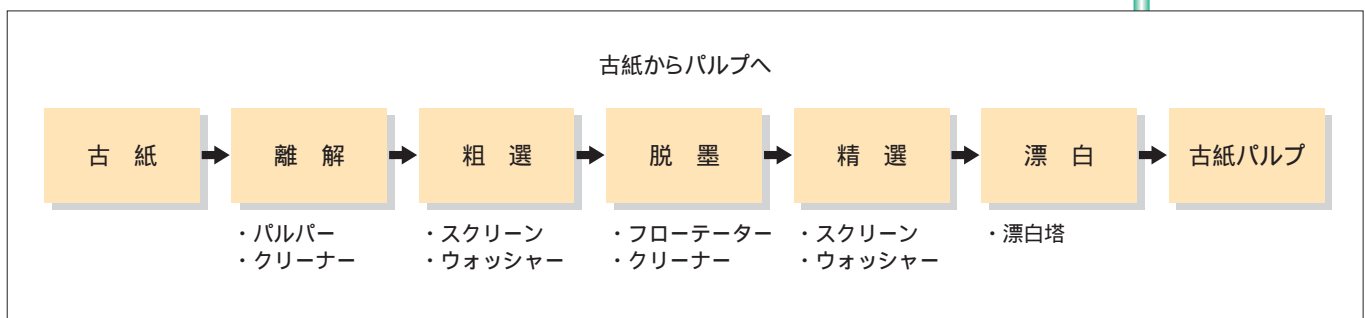 古紙からパルプへ
古 紙
離 解
粗 選
脱 墨
精 選
漂 白
古紙パルプ
・パルパー
・クリーナー
・スクリーン
・ウォッシャー
・フローテーター
・クリーナー
・スクリーン
・ウォッシャー
・漂白塔